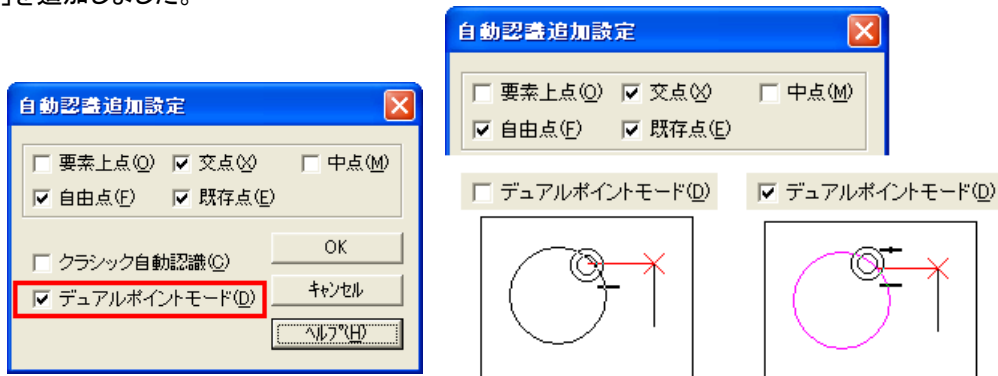 」を追加しました。
自動認識追加設定
要素上点(O) 交点(X) 中点(M)
自由点(F) 既存点(E)
クラシック自動認識(C)
デュアルポイントモード(D)
OK
キャンセル
ヘルプ(H)
自動認識追加設定
要素上点(O) 交点(X) 中点(M)
自由点(F) 既存点(E)
デュアルポイントモード(D)
デュアルポイントモード(D)